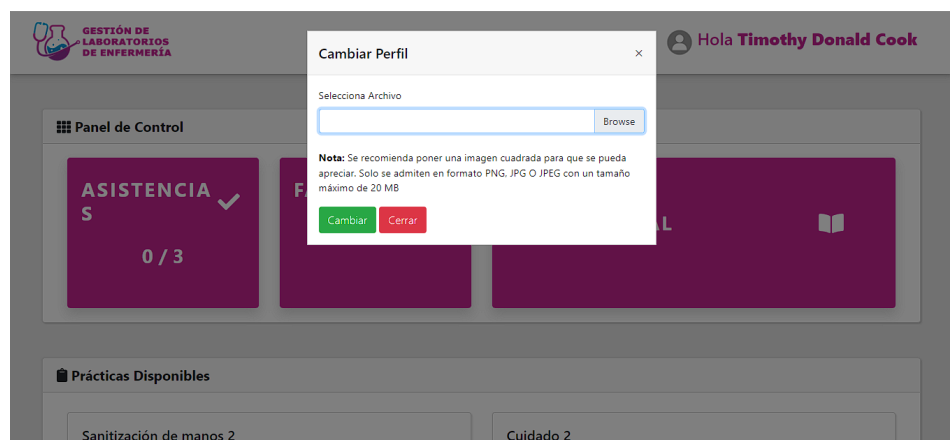 GESTIÓN DE
LABORATORIOS
DE ENFERMERÍA
Hola Timothy Donald Cook
Cambiar Perfil
×
Selecciona Archivo
Browse
Nota: Se recomienda poner una imagen cuadrada para que se pueda
apreciar. Solo se admiten en formato PNG, JPG O JPEG con un tamaño
máximo de 20 MB
Cambiar Cerrar
Panel de Control
ASISTENCIA
S
0 / 3
Prácticas Disponibles
Sanitización de manos 2
Cuidado 2